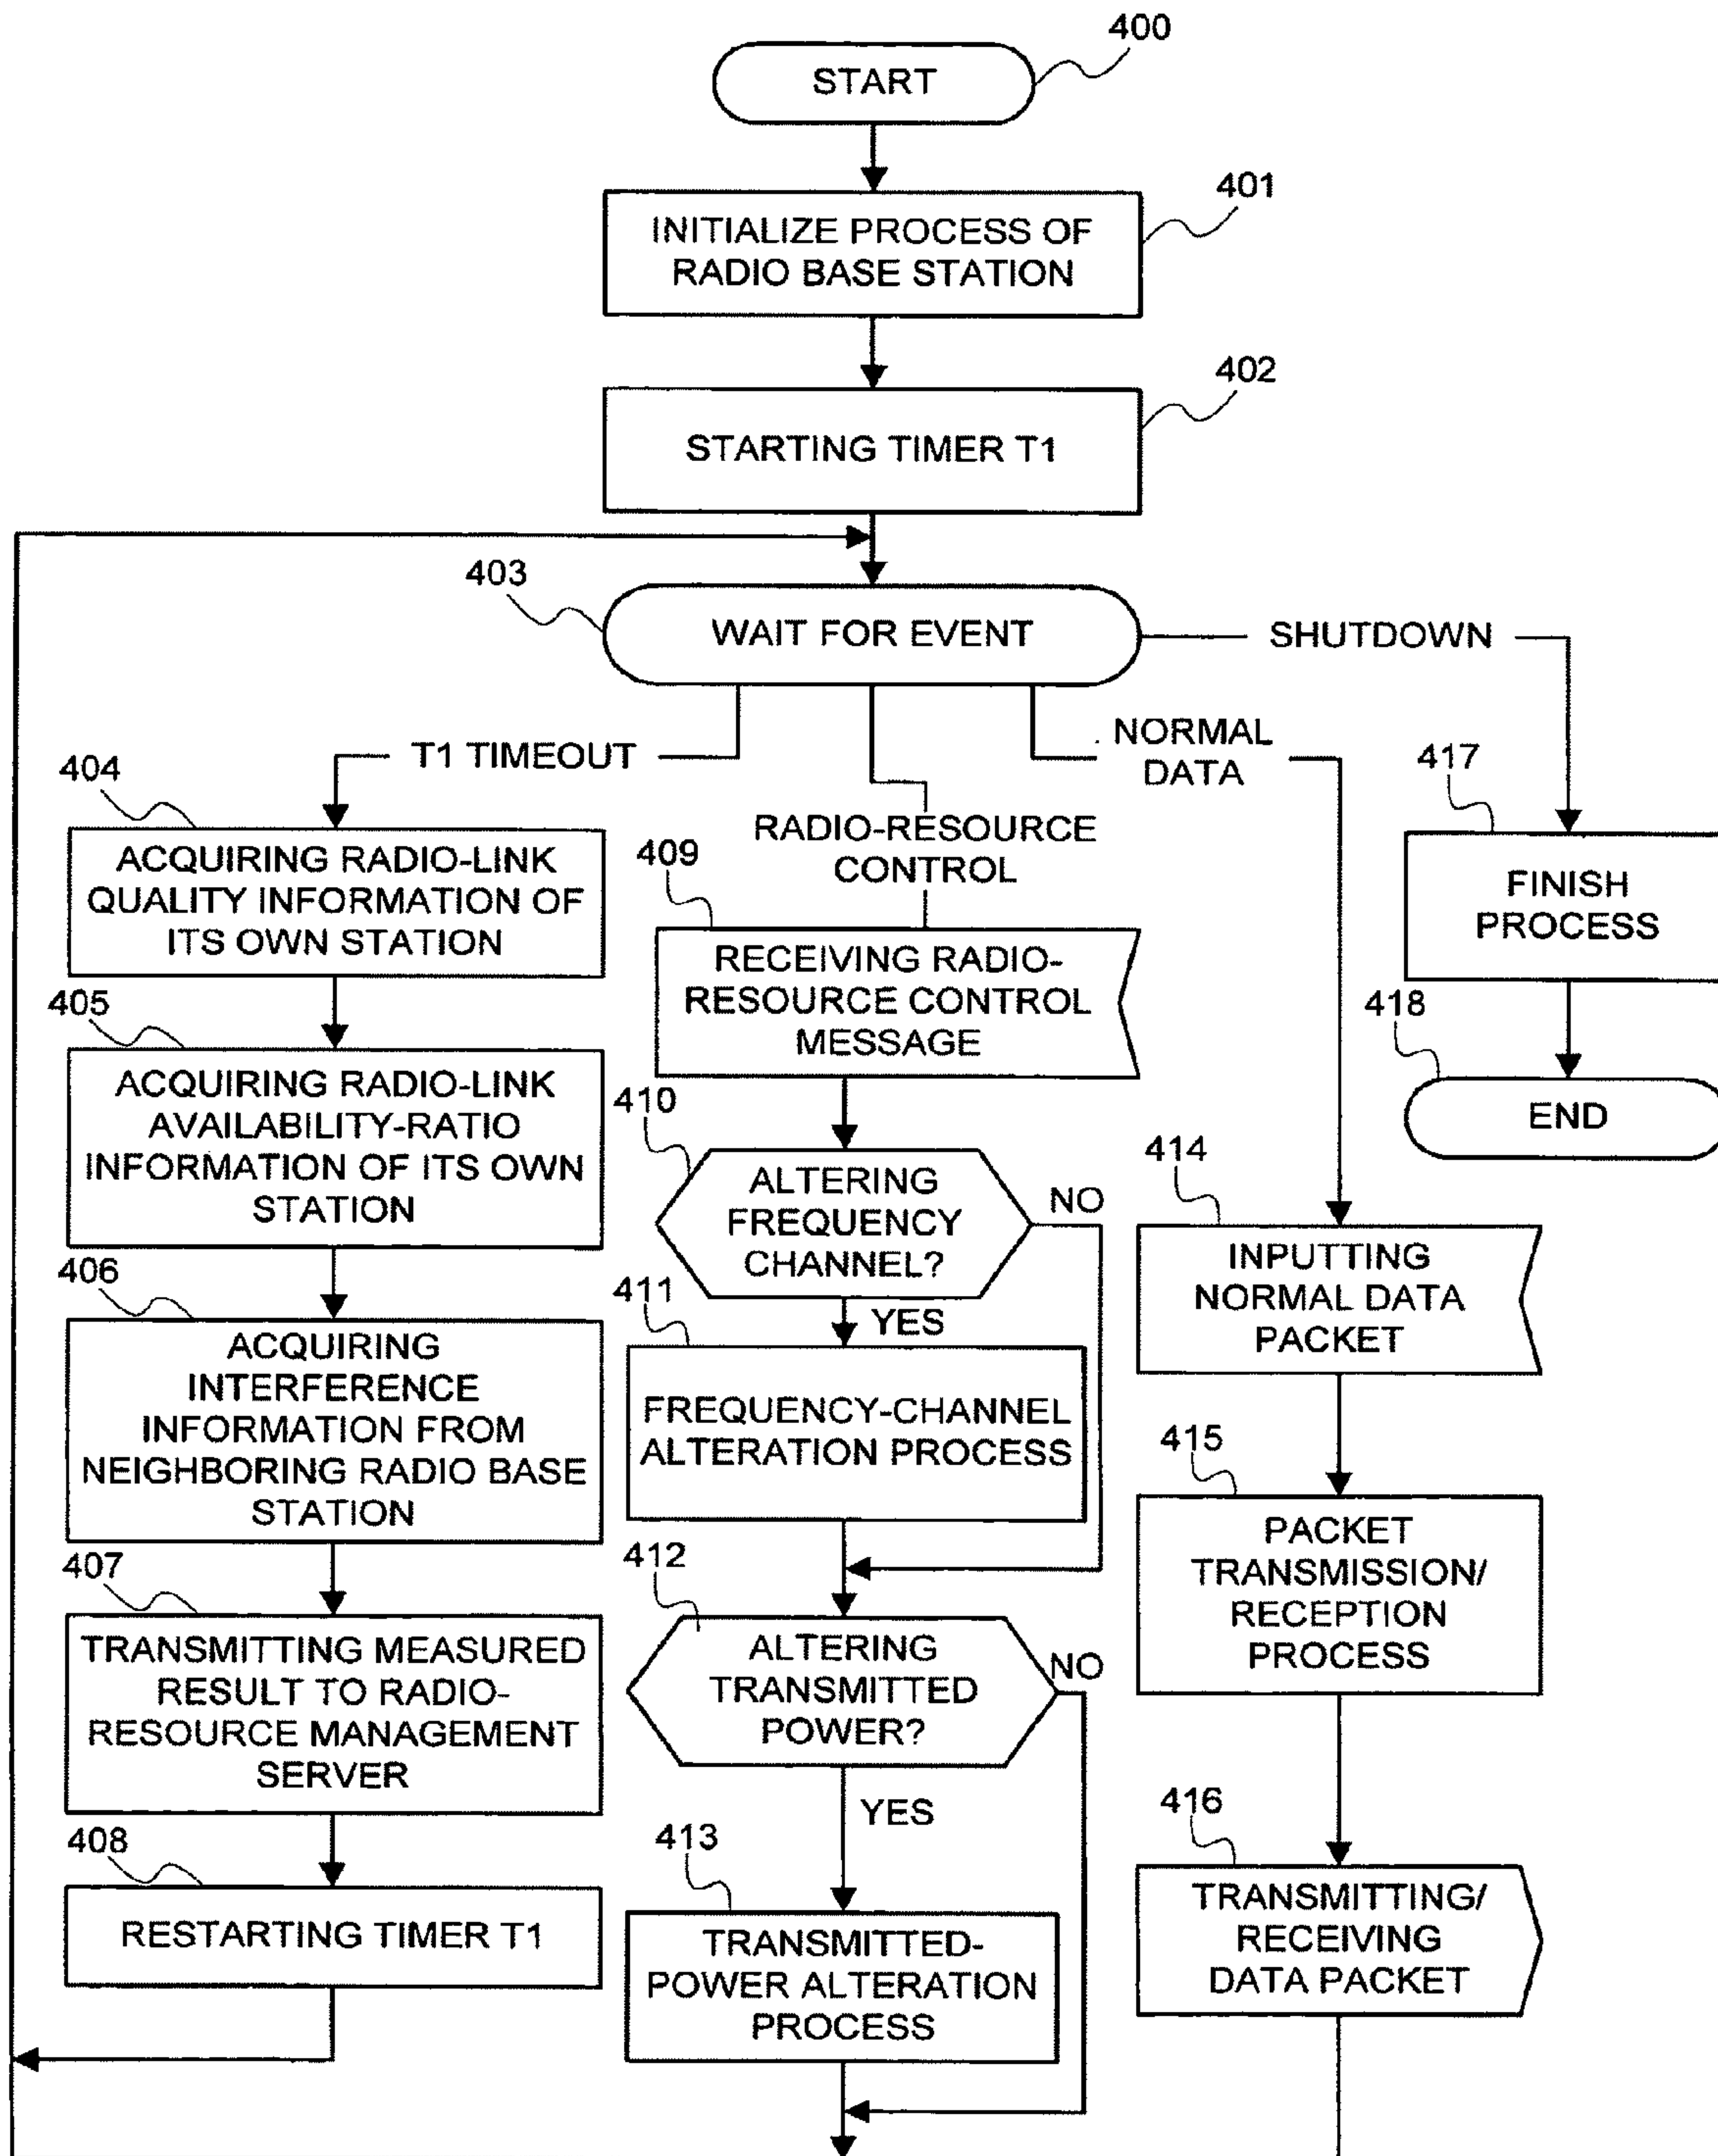 400
START
401
INITIALIZE PROCESS OF
RADIO BASE STATION
402
STARTING TIMER T1
403
WAIT FOR EVENT
SHUTDOWN
T1 TIMEOUT
RADIO-RESOURCE
CONTROL
NORMAL
DATA
404
ACQUIRING RADIO-LINK
QUALITY INFORMATION OF
ITS OWN STATION
405
ACQUIRING RADIO-LINK
AVAILABILITY-RATIO
INFORMATION OF ITS OWN
STATION
406
ACQUIRING
INTERFERENCE
INFORMATION FROM
NEIGHBORING RADIO BASE
STATION
407
TRANSMITTING MEASURED
RESULT TO RADIO-
RESOURCE MANAGEMENT
SERVER
408
RESTARTING TIMER T1
409
RECEIVING RADIO-
RESOURCE CONTROL
MESSAGE
410
ALTERING
FREQUENCY
CHANNEL?
NO
YES
411
FREQUENCY-CHANNEL
ALTERATION PROCESS
412
ALTERING
TRANSMITTED
POWER?
NO
YES
413
TRANSMITTED-
POWER ALTERATION
PROCESS
414
INPUTTING
NORMAL DATA
PACKET
415
PACKET
TRANSMISSION/
RECEPTION
PROCESS
416
TRANSMITTING/
RECEIVING
DATA PACKET
417
FINISH
PROCESS
418
END